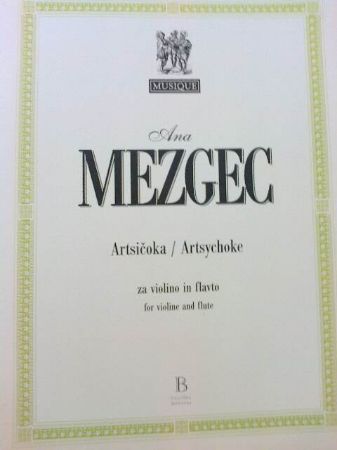 MUSIQUE
Ana
MEZGEC
Artsičoka / Artsychoke
za violino in flavto
for violine and flute
B